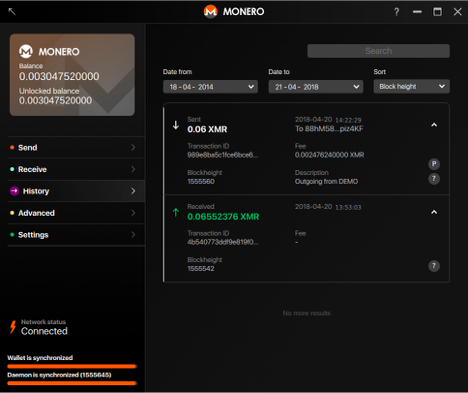 MONERO
Balance
0.003047520000
Unlocked balance
0.003047520000
Send
Receive
History
Advanced
Settings
Network status
Connected
Wallet is synchronized
Daemon is synchronized (1555645)
Search
Date from
Date to
Sort
18 - 04 - 2014
21 - 04 - 2018
Block height
Sent
2018-04-20 14:22:29
0.06 XMR
To 88hM58...piz4KF
Transaction ID
Fee
989e8ba5c1fce6bce6...
0.002476240000 XMR
P
Blockheight
Description
1555560
Outgoing from DEMO
?
Received
2018-04-20 13:53:03
0.06552376 XMR
Transaction ID
Fee
4b540773ddf9e819f0...
-
Blockheight
1555542
?
No more results